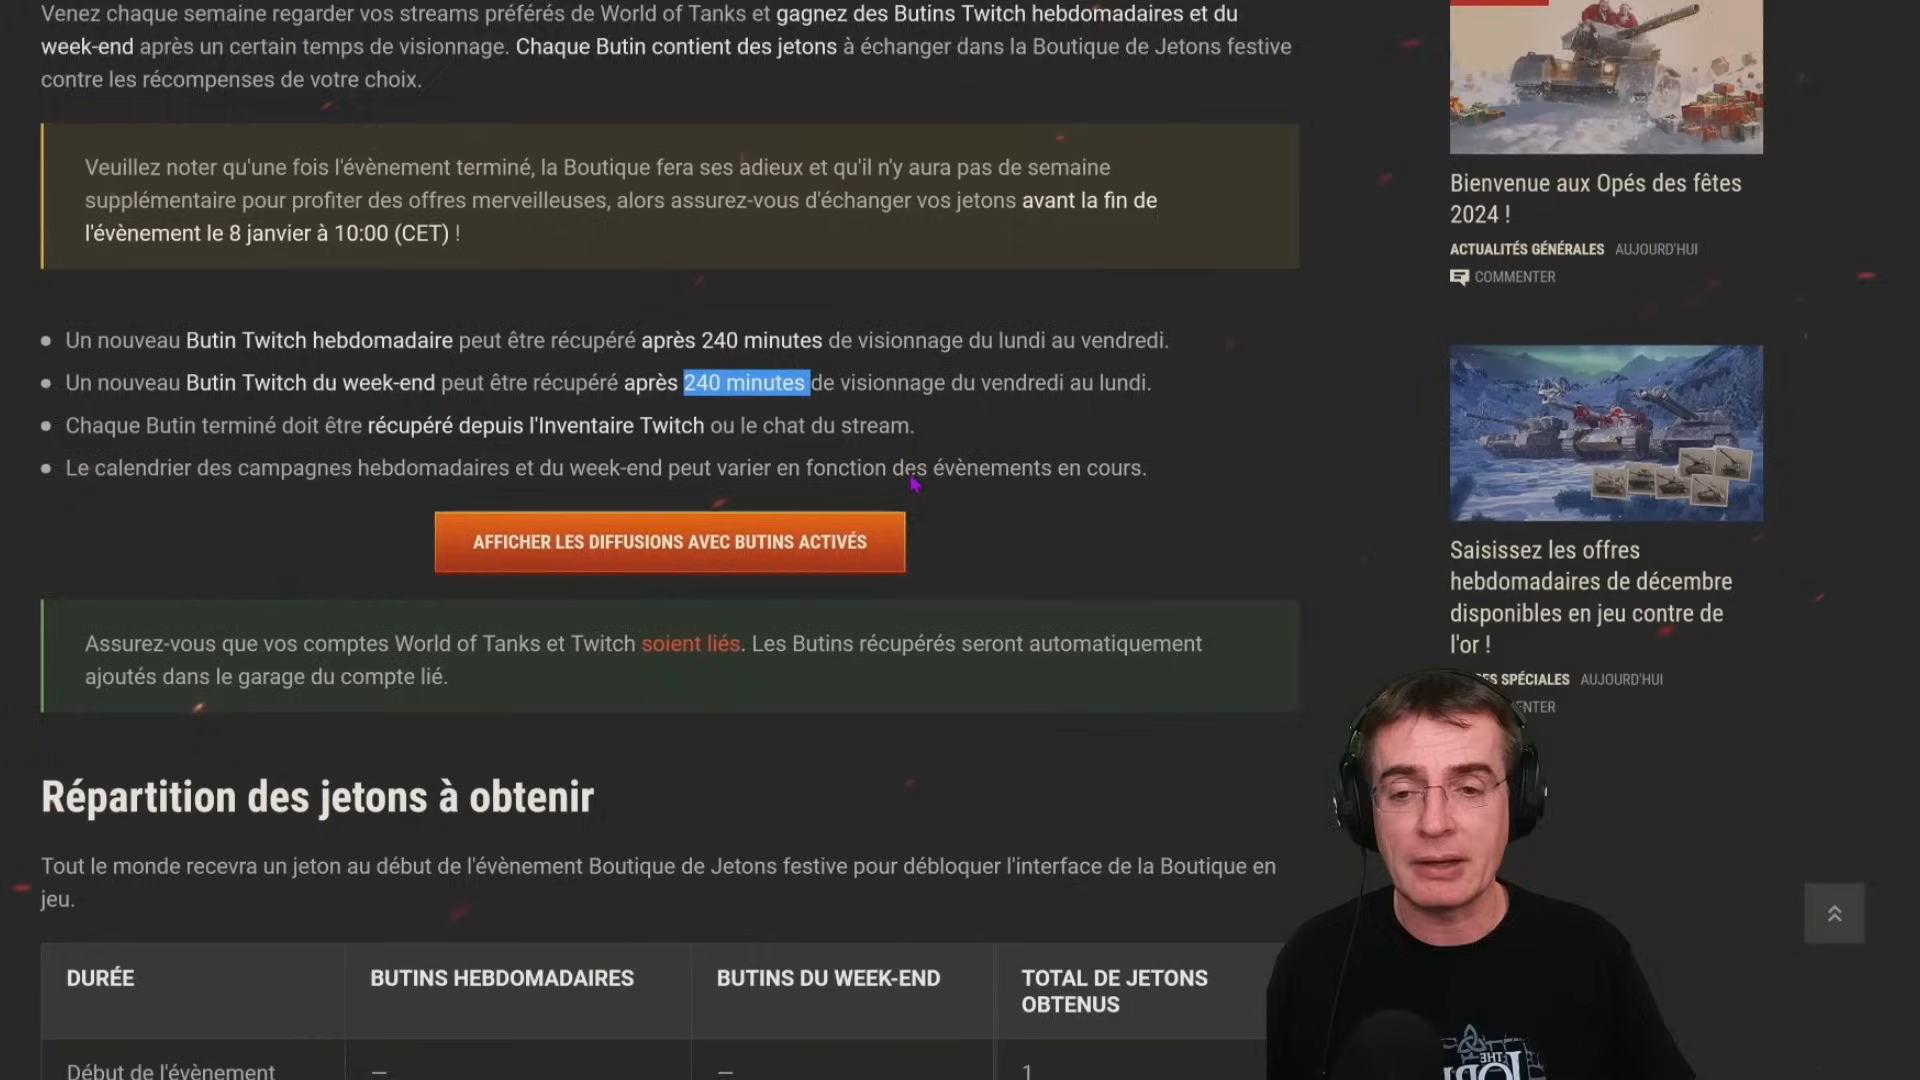 Venez chaque semaine regarder vos streams préférés de World of Tanks et gagnez des Butins Twitch hebdomadaires et du
week-end après un certain temps de visionnage. Chaque Butin contient des jetons à échanger dans la Boutique de Jetons festive
contre les récompenses de votre choix.
Veuillez noter qu'une fois l'évènement terminé, la Boutique fera ses adieux et qu'il n'y aura pas de semaine
supplémentaire pour profiter des offres merveilleuses, alors assurez-vous d'échanger vos jetons avant la fin de
l'évènement le 8 janvier à 10:00 (CET) !
Un nouveau Butin Twitch hebdomadaire peut être récupéré après 240 minutes de visionnage du lundi au vendredi.
Un nouveau Butin Twitch du week-end peut être récupéré après 240 minutes de visionnage du vendredi au lundi.
Chaque Butin terminé doit être récupéré depuis l'Inventaire Twitch ou le chat du stream.
Le calendrier des campagnes hebdomadaires et du week-end peut varier en fonction des évènements en cours.
AFFICHER LES DIFFUSIONS AVEC BUTINS ACTIVÉS
Assurez-vous que vos comptes World of Tanks et Twitch soient liés. Les Butins récupérés seront automatiquement
ajoutés dans le garage du compte lié.
Répartition des jetons à obtenir
Tout le monde recevra un jeton au début de l'évènement Boutique de Jetons festive pour débloquer l'interface de la Boutique en
jeu.
DURÉE BUTINS HEBDOMADAIRES BUTINS DU WEEK-END TOTAL DE JETONS
OBTENUS
Début de l'évènement — — 1
Bienvenue aux Opés des fêtes
2024 !
ACTUALITÉS GÉNÉRALES AUJOURD'HUI
COMMENTER
Saisissez les offres
hebdomadaires de décembre
disponibles en jeu contre de
l'or !
SPÉCIALES AUJOURD'HUI
THE